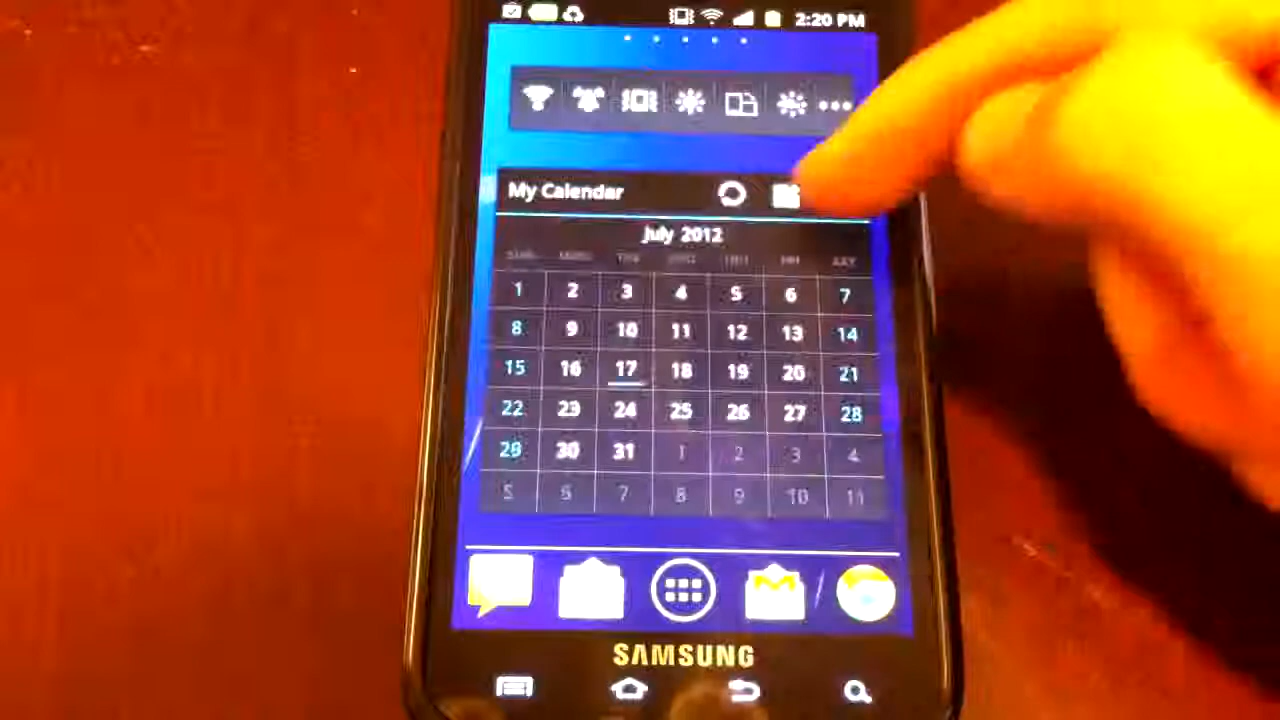 2:20 PM
My Calendar
July 2012
1 2 3 4 5 6 7
8 9 10 11 12 13 14
15 16 17 18 19 20 21
22 23 24 25 26 27 28
29 30 31 1 2 3 4
5 6 7 8 9 10 11
SAMSUNG